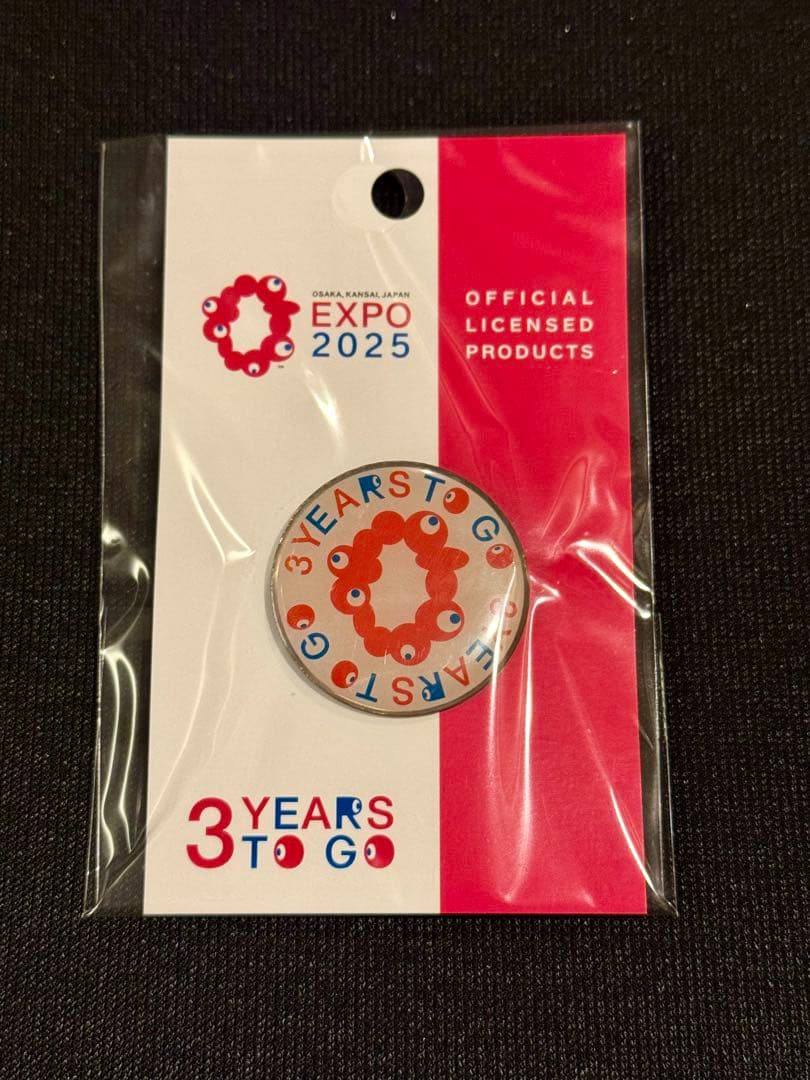 OSAKA, KANSAI, JAPAN
EXPO
2025
™
OFFICIAL
LICENSED
PRODUCTS
3 YEARS TO GO
3 YEARS TO GO
3 YEARS
TO GO